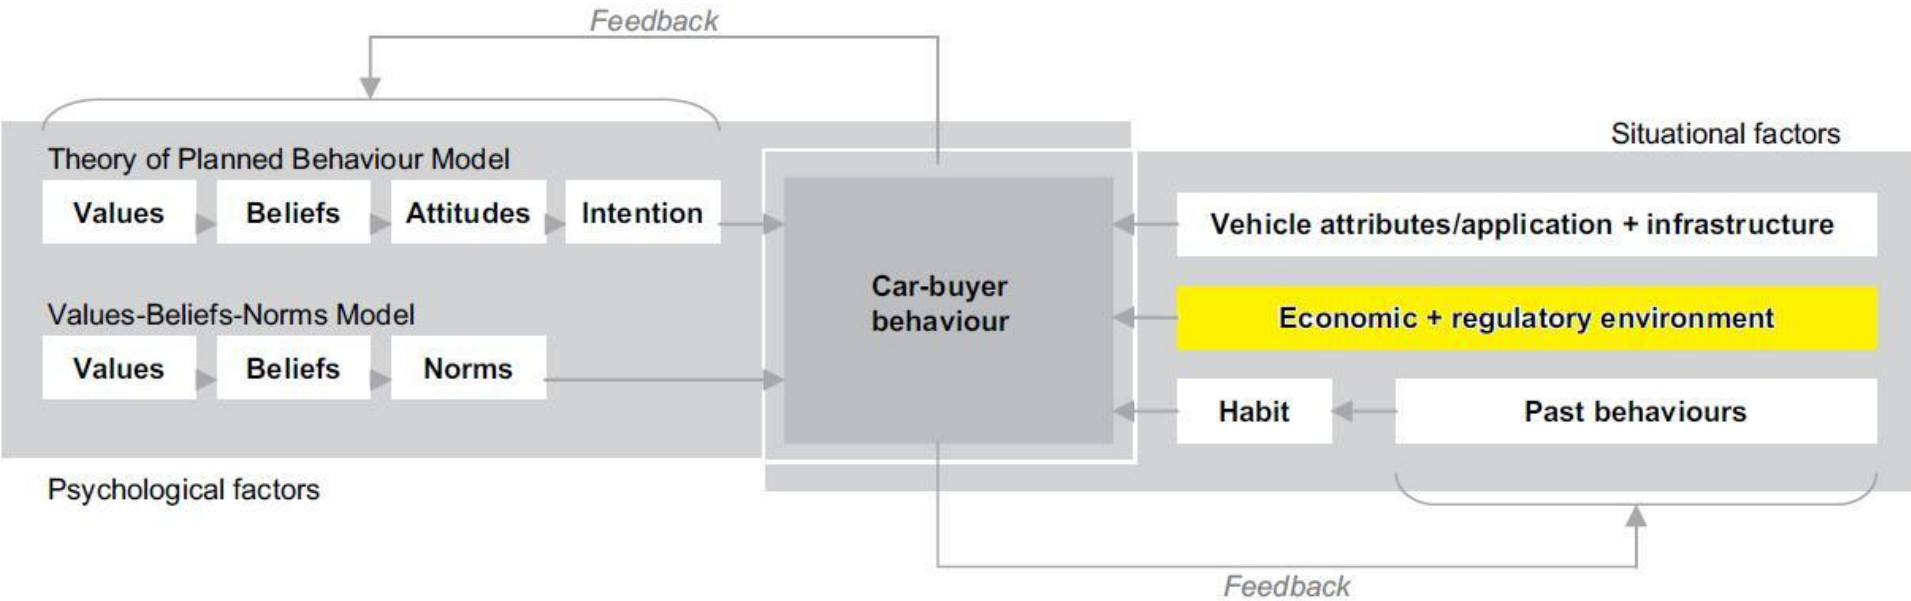 Feedback
Situational factors
Theory of Planned Behaviour Model
Values
Beliefs
Attitudes
Intention
Vehicle attributes/application + infrastructure
Car-buyer
behaviour
Economic + regulatory environment
Values-Beliefs-Norms Model
Values
Beliefs
Norms
Habit
Past behaviours
Psychological factors
Feedback